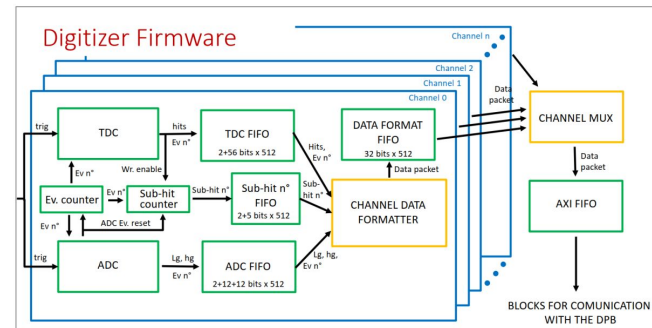 Digitizer Firmware
Channel n
Channel 2
Channel 1
Channel 0
trig
TDC
hits
Ev n°
Wr. enable
TDC FIFO
2+56 bits x 512
Hits,
Ev n°
DATA FORMAT
FIFO
32 bits x 512
Data
packet
CHANNEL MUX
Ev n°
Ev. counter
Ev n°
Sub-hit
counter
Sub-hit n°
Sub-hit n°
FIFO
2+5 bits x 512
Sub-
hit n°
Data packet
CHANNEL DATA
FORMATTER
Data
packet
Ev n°
ADC Ev. reset
AXI FIFO
trig
ADC
Lg, hg
Ev n°
ADC FIFO
2+12+12 bits x 512
Lg, hg,
Ev n°
BLOCKS FOR COMUNICATION
WITH THE DPB